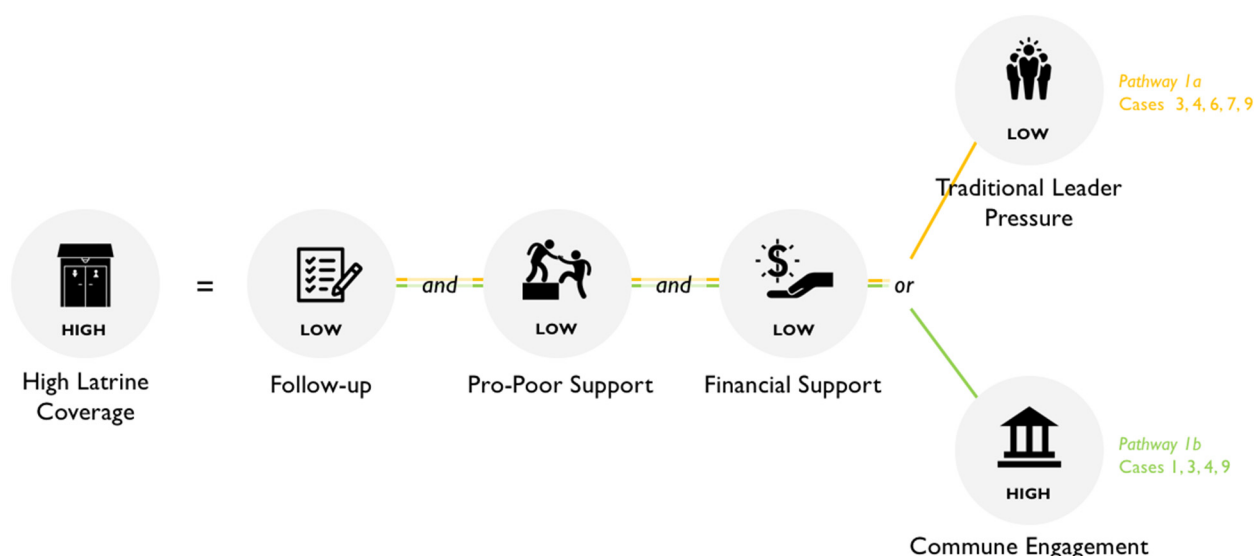 Pathway 1a
Cases 3, 4, 6, 7, 9
LOW
Traditional Leader
Pressure
HIGH
High Latrine
Coverage
=
LOW
Follow-up
and
LOW
Pro-Poor Support
and
$
LOW
Financial Support
or
Pathway 1b
Cases 1, 3, 4, 9
HIGH
Commune Engagement